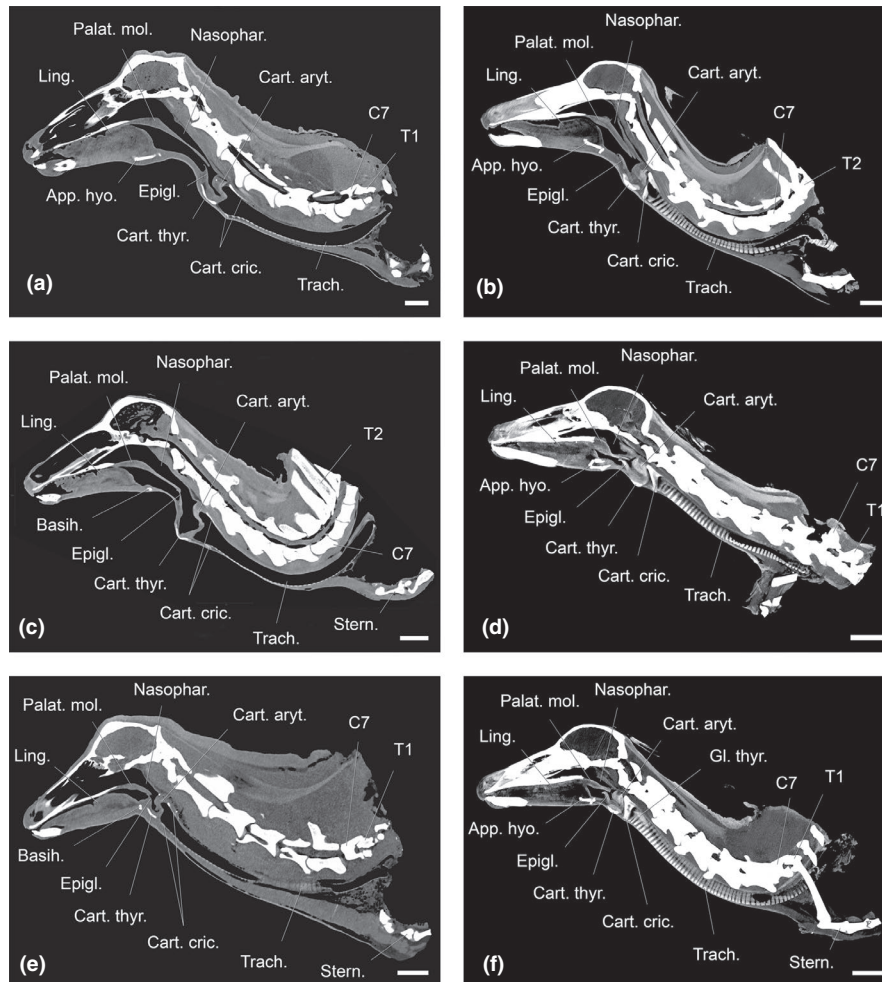 Palat. mol.
Nasophar.
Ling.
Cart. aryt.
C7
T1
App. hyo.
Epigl.
Cart. thyr.
Cart. cric.
Trach.
(a)
Nasophar.
Palat. mol.
Ling.
Cart. aryt.
C7
T2
App. hyo.
Epigl.
Cart. thyr.
Cart. cric.
Trach.
(b)
Nasophar.
Palat. mol.
Cart. aryt.
Ling.
T2
Basih.
Epigl.
C7
Cart. thyr.
Cart. cric.
Stern.
Trach.
(c)
Nasophar.
Palat. mol.
Cart. aryt.
Ling.
C7
App. hyo.
T1
Epigl.
Cart. thyr.
Cart. cric.
Trach.
(d)
Nasophar.
Palat. mol.
Cart. aryt.
C7
Ling.
T1
Basih.
Epigl.
Cart. thyr.
Cart. cric.
Stern.
(e)
Nasophar.
Palat. mol.
Cart. aryt.
Ling.
Gl. thyr.
C7
T1
App. hyo.
Epigl.
Cart. thyr.
Cart. cric.
Trach.
Stern.
(f)